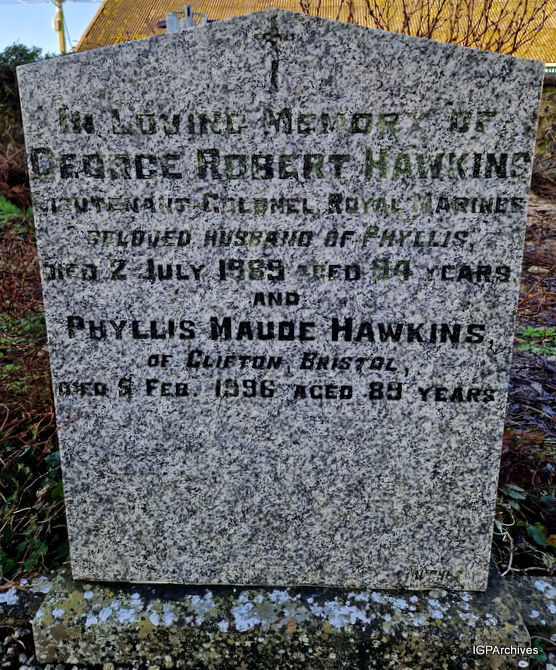 IN LOVING MEMORY OF
GEORGE ROBERT HAWKINS
LIEUTENANT-COLONEL, ROYAL MARINES
BELOVED HUSBAND OF PHYLLIS,
DIED 2 JULY 1989 AGED 94 YEARS
AND
PHYLLIS MAUDE HAWKINS,
OF CLIFTON, BRISTOL,
DIED 5 FEB. 1996 AGED 89 YEARS
IGPArchives